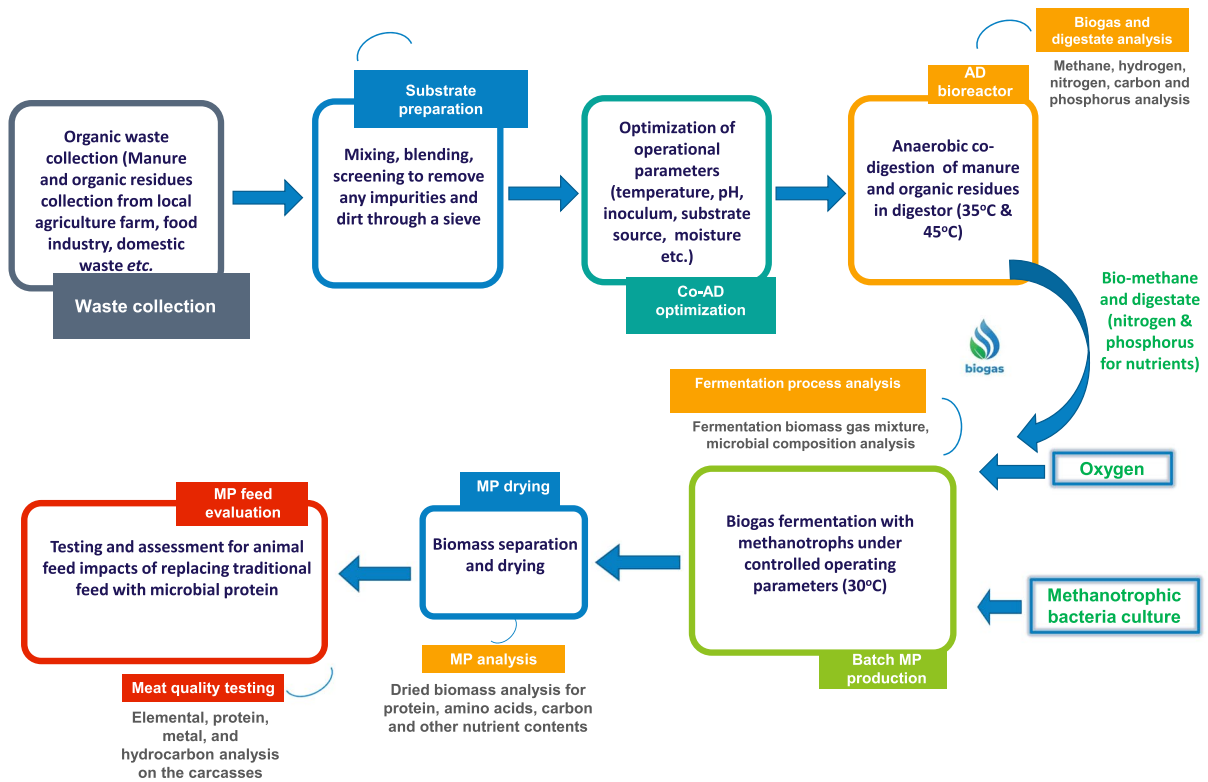 Organic waste
collection (Manure
and organic residues
collection from local
agriculture farm, food
industry, domestic
waste etc.
Waste collection
Substrate
preparation
Mixing, blending,
screening to remove
any impurities and
dirt through a sieve
Optimization of
operational
parameters
(temperature, pH,
inoculum, substrate
source, moisture
etc.)
Co-AD
optimization
AD
bioreactor
Anaerobic co-
digestion of manure
and organic residues
in digestor (35°C &
45°C)
Biogas and
digestate analysis
Methane, hydrogen,
nitrogen, carbon and
phosphorus analysis
Bio-methane
and digestate
(nitrogen &
phosphorus
for nutrients)
biogas
Fermentation process analysis
Fermentation biomass gas mixture,
microbial composition analysis
Oxygen
Methanotrophic
bacteria culture
Biogas fermentation with
methanotrophs under
controlled operating
parameters (30°C)
Batch MP
production
MP drying
Biomass separation
and drying
MP analysis
Dried biomass analysis for
protein, amino acids, carbon
and other nutrient contents
MP feed
evaluation
Testing and assessment for animal
feed impacts of replacing traditional
feed with microbial protein
Meat quality testing
Elemental, protein,
metal, and
hydrocarbon analysis
on the carcasses